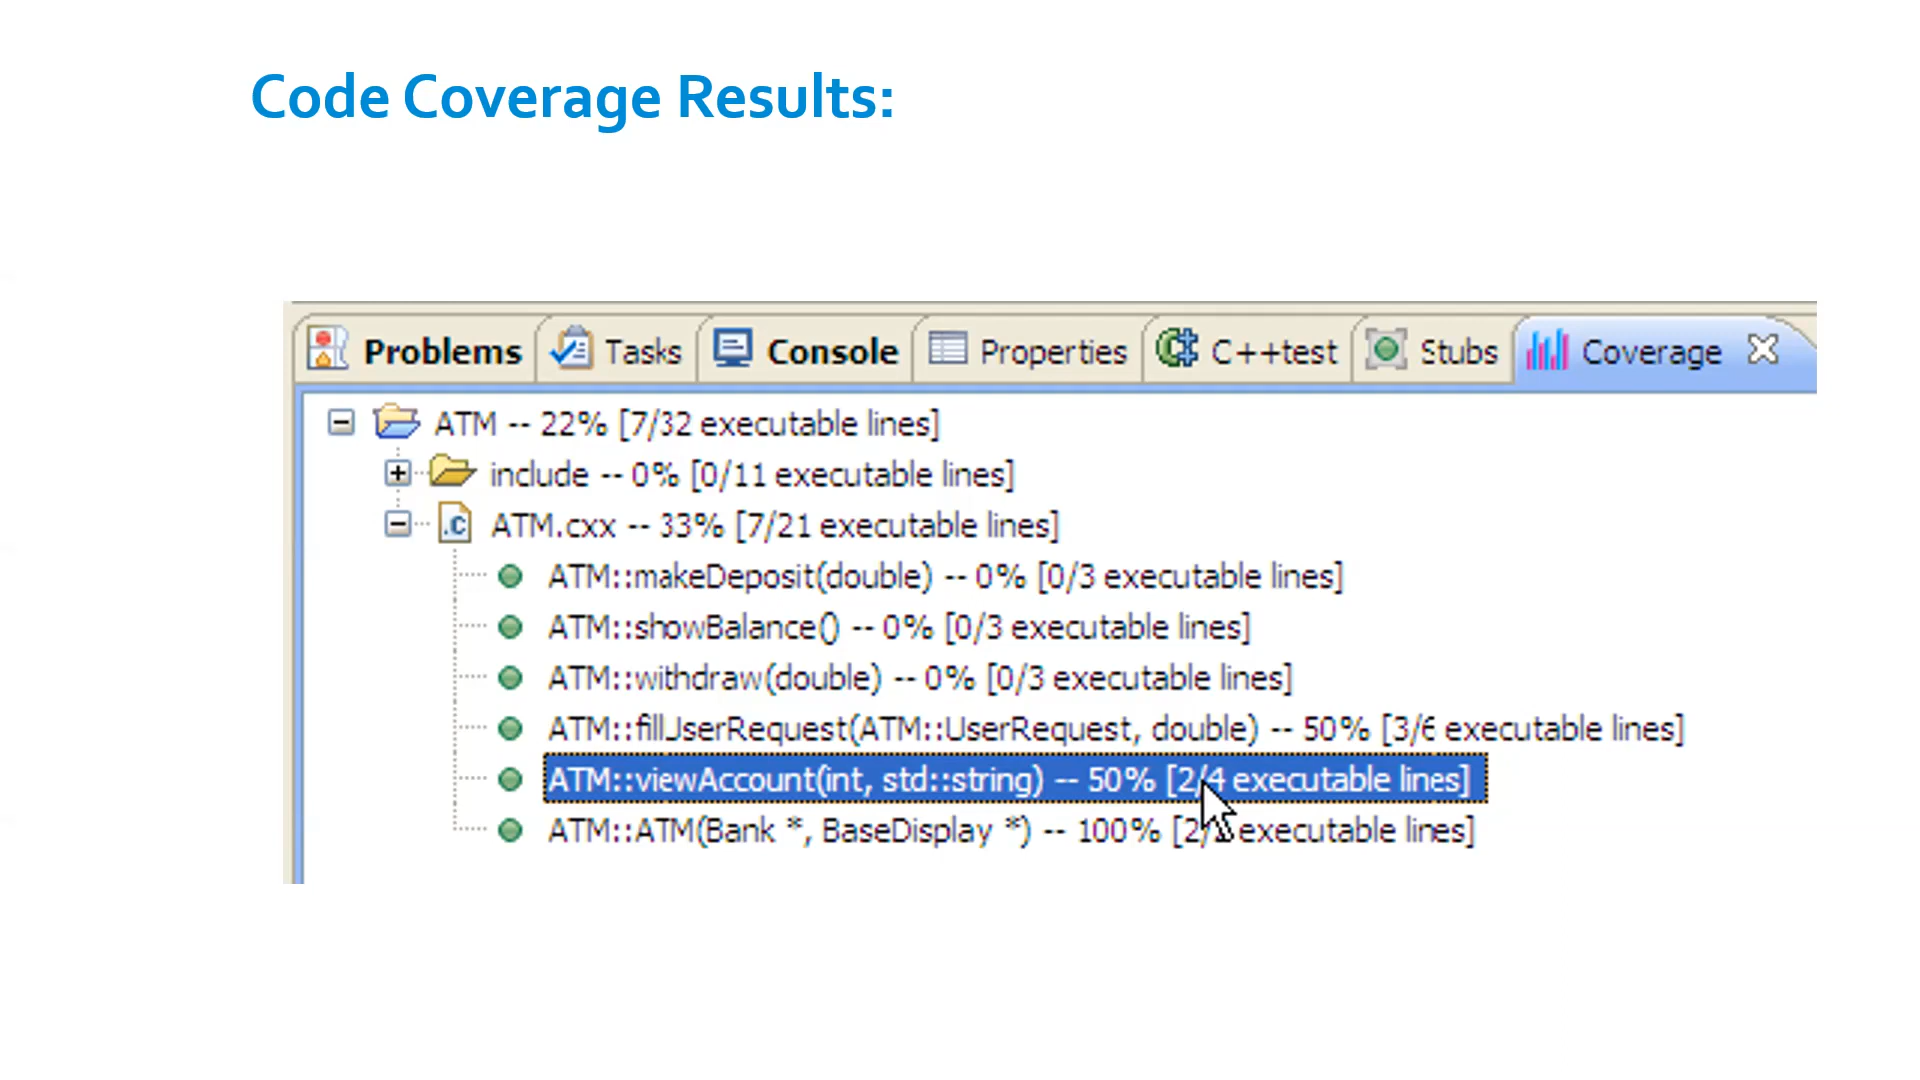 Code Coverage Results:
Problems Tasks Console Properties C++test Stubs Coverage
ATM -- 22% [7/32 executable lines]
include -- 0% [0/11 executable lines]
.c ATM.cxx -- 33% [7/21 executable lines]
ATM::makeDeposit(double) -- 0% [0/3 executable lines]
ATM::showBalance() -- 0% [0/3 executable lines]
ATM::withdraw(double) -- 0% [0/3 executable lines]
ATM::fillUserRequest(ATM::UserRequest, double) -- 50% [3/6 executable lines]
ATM::viewAccount(int, std::string) -- 50% [2/4 executable lines]
ATM::ATM(Bank *, BaseDisplay *) -- 100% [2/2 executable lines]